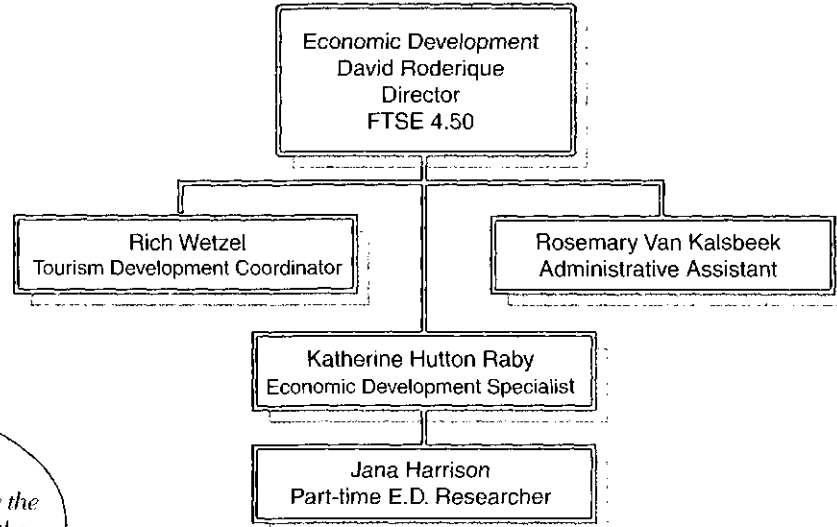 Economic Development
David Roderique
Director
FTSE 4.50
Rich Wetzel
Tourism Development Coordinator
Rosemary Van Kalsbeek
Administrative Assistant
Katherine Hutton Raby
Economic Development Specialist
Jana Harrison
Part-time E.D. Researcher
the